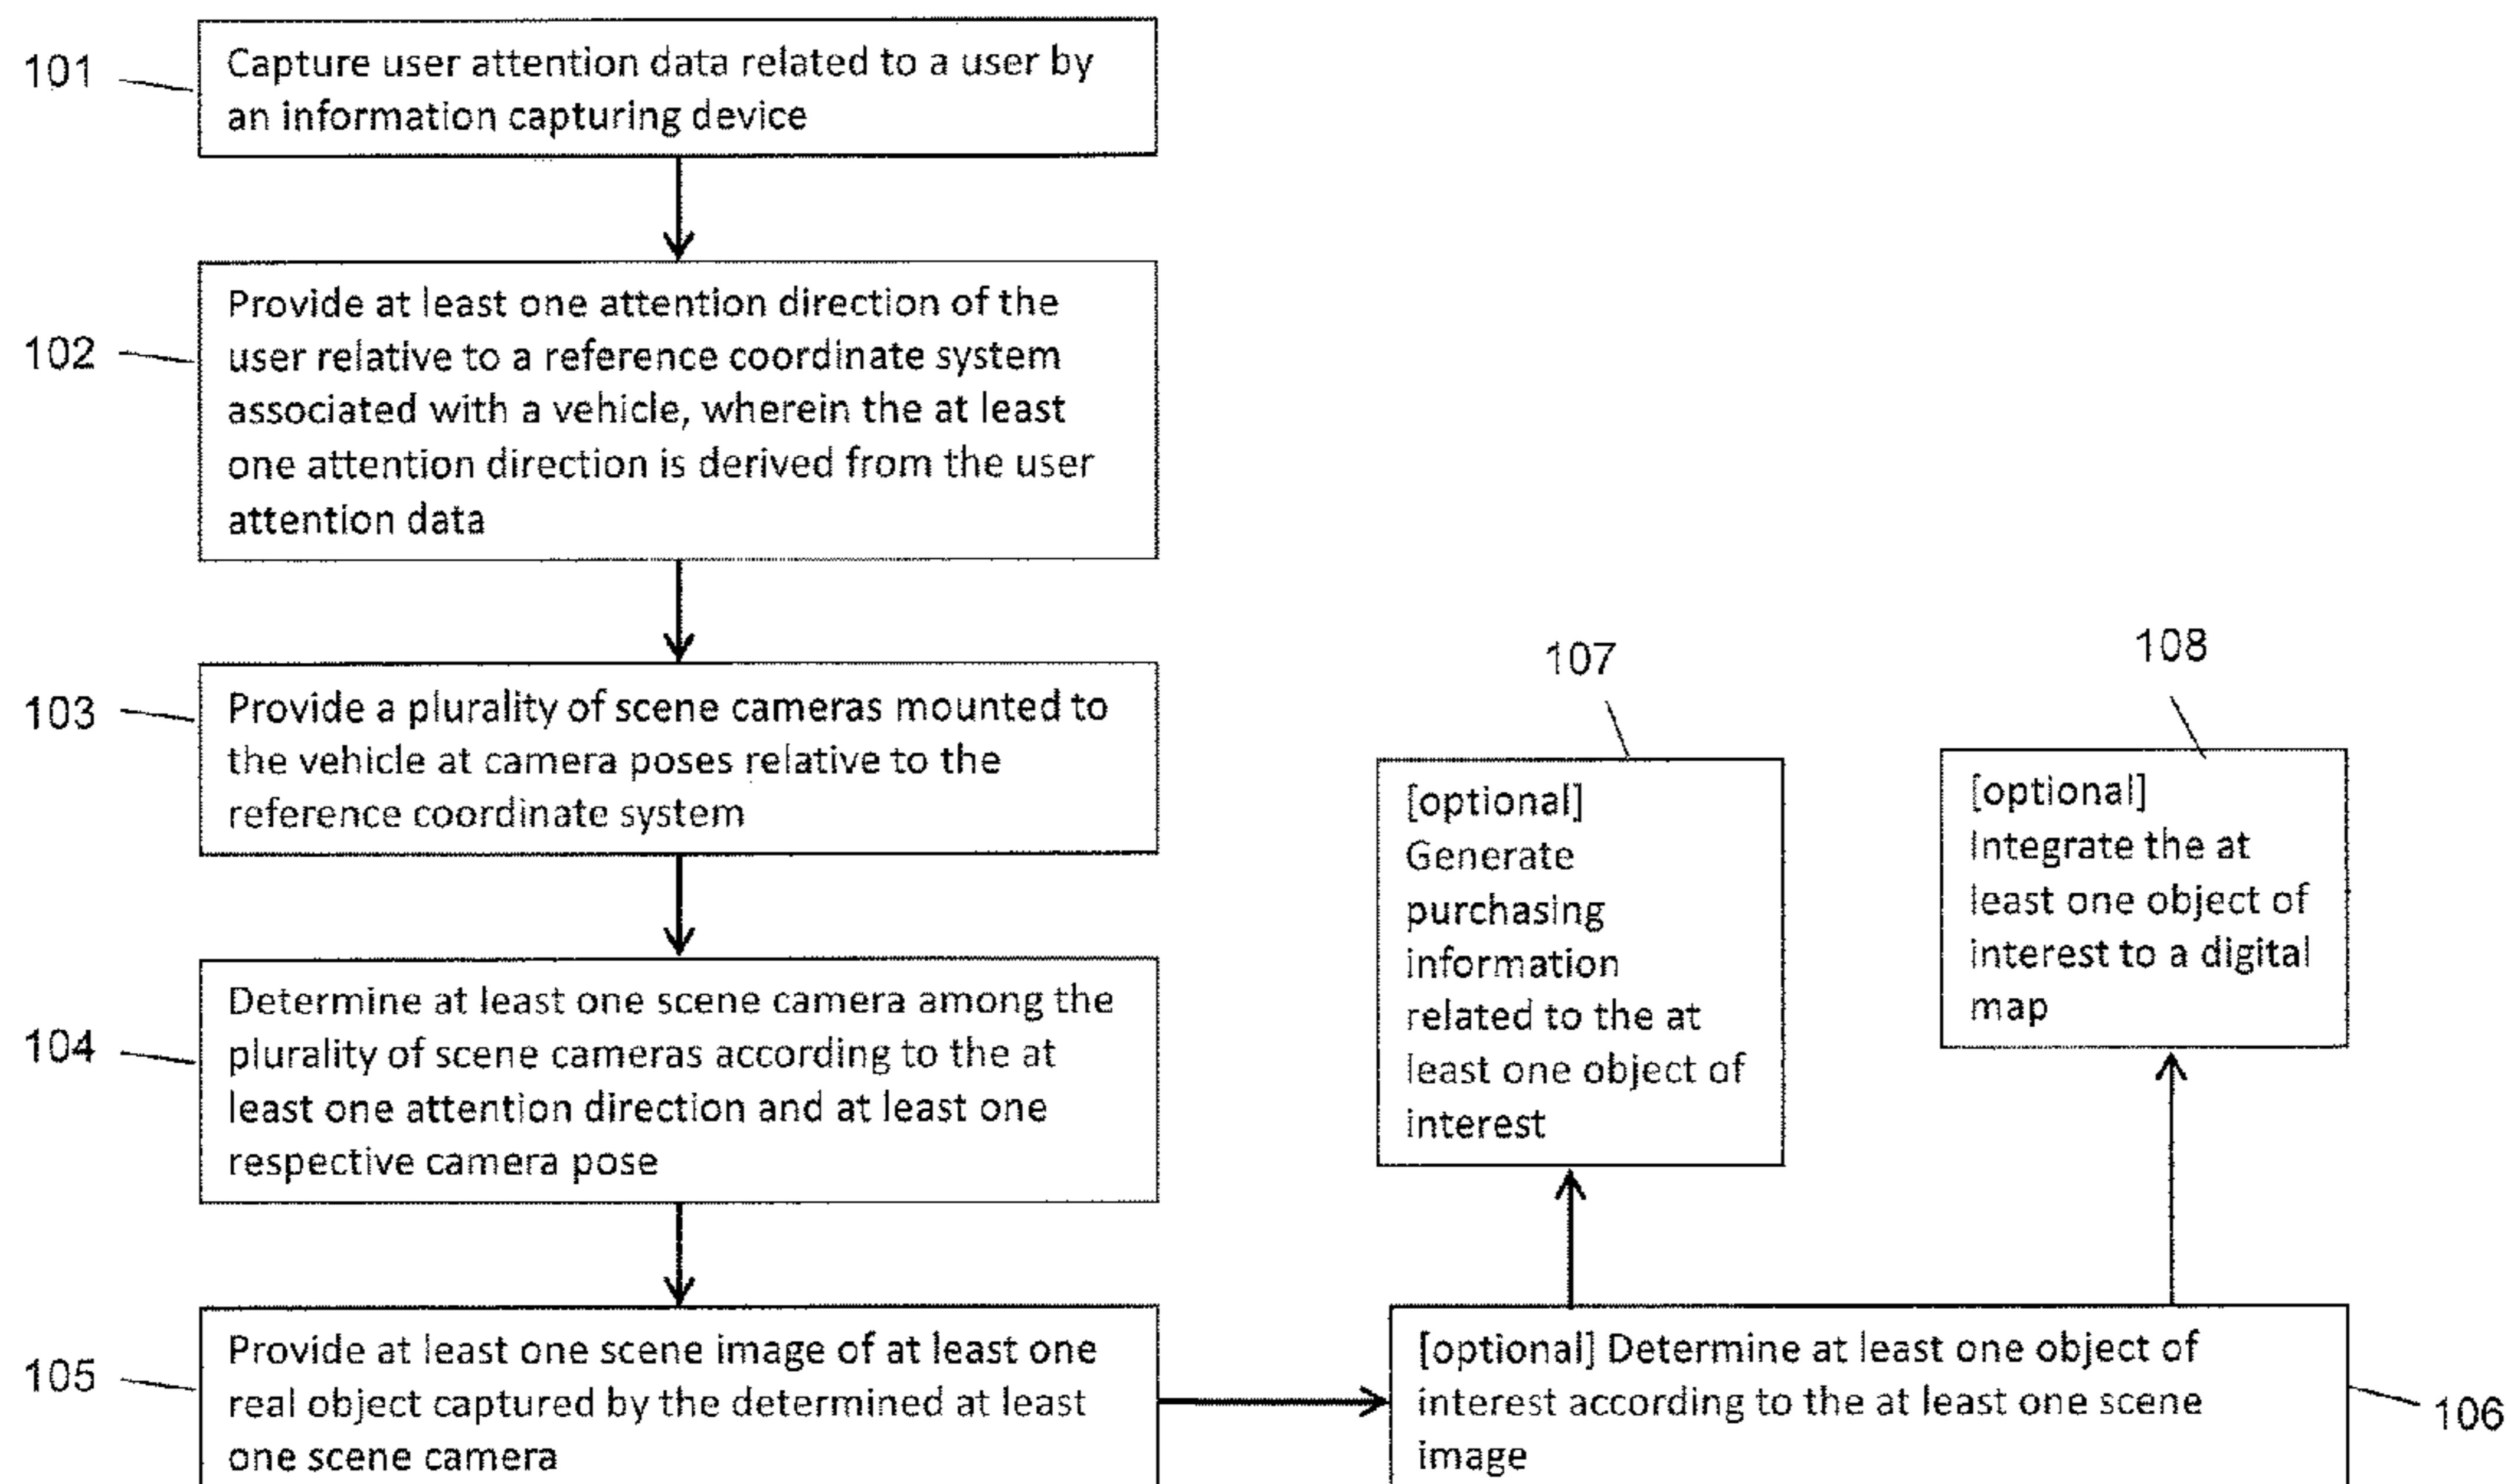 101
Capture user attention data related to a user by
an information capturing device
102
Provide at least one attention direction of the
user relative to a reference coordinate system
associated with a vehicle, wherein the at least
one attention direction is derived from the user
attention data
103
Provide a plurality of scene cameras mounted to
the vehicle at camera poses relative to the
reference coordinate system
104
Determine at least one scene camera among the
plurality of scene cameras according to the at
least one attention direction and at least one
respective camera pose
105
Provide at least one scene image of at least one
real object captured by the determined at least
one scene camera
106
[optional] Determine at least one object of
interest according to the at least one scene
image
107
[optional]
Generate
purchasing
information
related to the at
least one object of
interest
108
[optional]
Integrate the at
least one object of
interest to a digital
map